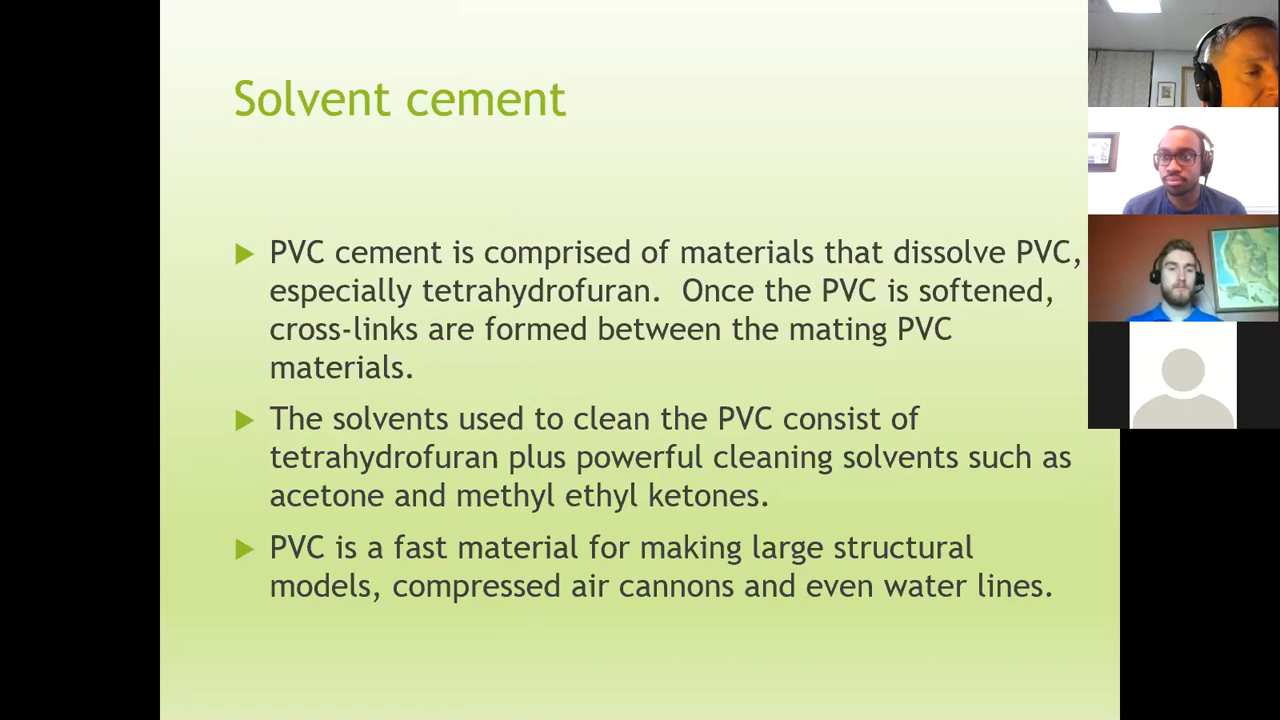 Solvent cement
PVC cement is comprised of materials that dissolve PVC,
especially tetrahydrofuran.  Once the PVC is softened,
cross-links are formed between the mating PVC
materials.
The solvents used to clean the PVC consist of
tetrahydrofuran plus powerful cleaning solvents such as
acetone and methyl ethyl ketones.
PVC is a fast material for making large structural
models, compressed air cannons and even water lines.